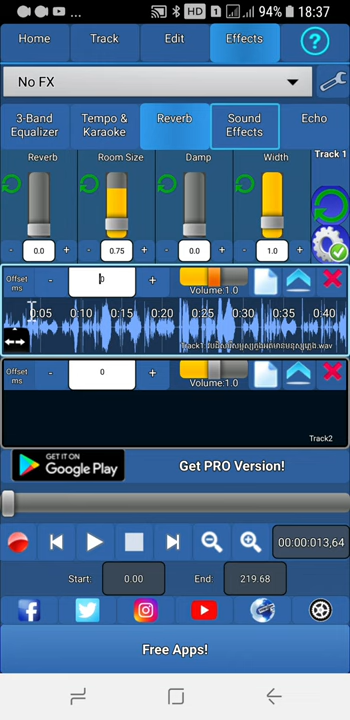 HD 1 94% 18:37
Home Track Edit Effects ?
No FX
3-Band Equalizer
Tempo & Karaoke
Reverb
Sound Effects
Echo
Reverb Room Size Damp Width Track 1
- 0.0 + - 0.75 + - 0.0 + - 1.0 +
Offset ms - 0 + Volume:1.0
0:05 0:10 0:15 0:20 0:25 0:30 0:35 0:40
Offset ms - 0 + Volume:1.0
Track2
GET IT ON Google Play Get PRO Version!
00:00:013,64
Start: 0.00 End: 219.68
Free Apps!